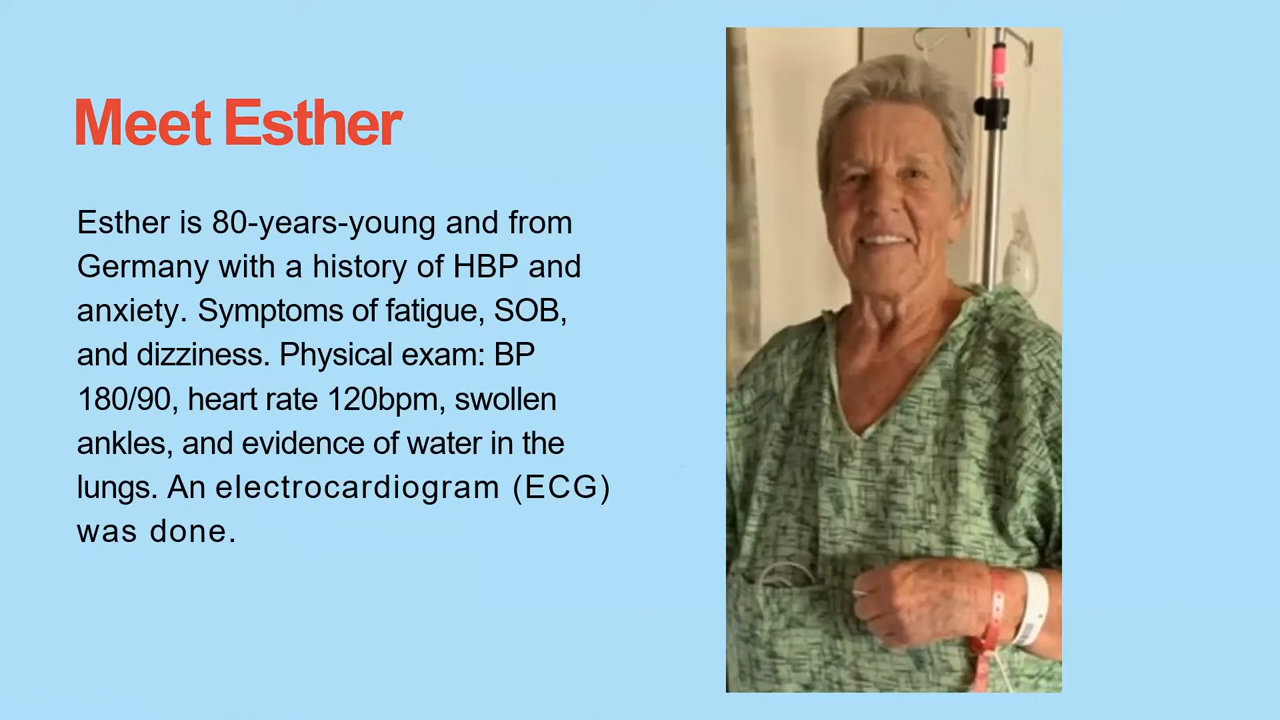 Meet Esther
Esther is 80-years-young and from
Germany with a history of HBP and
anxiety. Symptoms of fatigue, SOB,
and dizziness. Physical exam: BP
180/90, heart rate 120bpm, swollen
ankles, and evidence of water in the
lungs. An electrocardiogram (ECG)
was done.